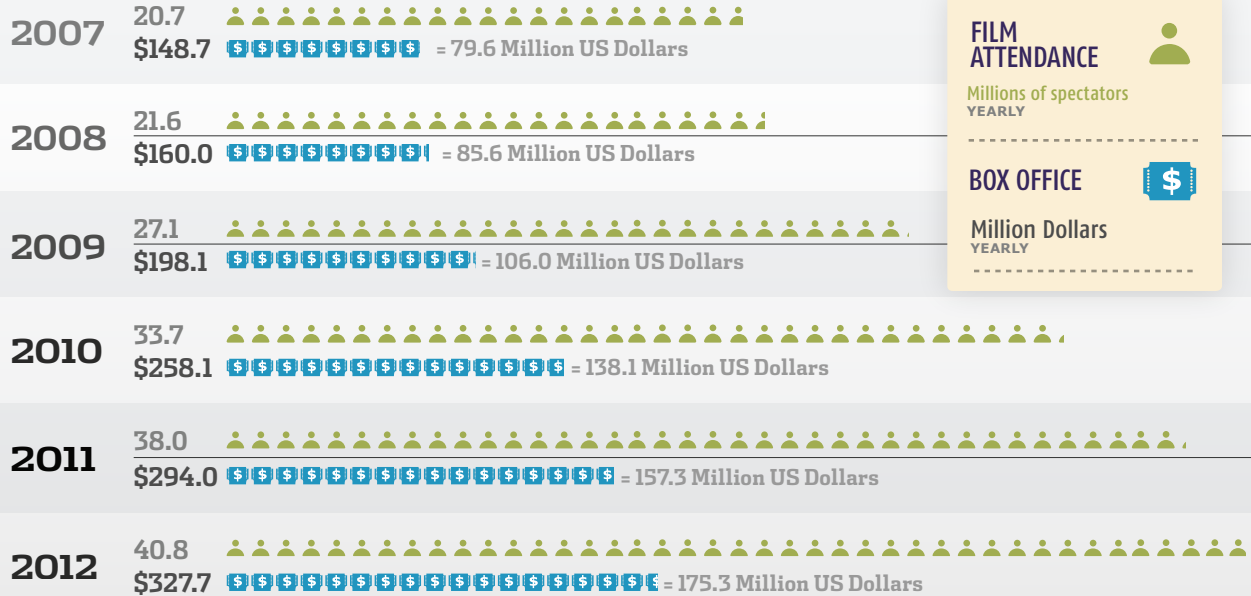 2007
20.7
$148.7 = 79.6 Million US Dollars
2008
21.6
$160.0 = 85.6 Million US Dollars
2009
27.1
$198.1 = 106.0 Million US Dollars
2010
33.7
$258.1 = 138.1 Million US Dollars
2011
38.0
$294.0 = 157.3 Million US Dollars
2012
40.8
$327.7 = 175.3 Million US Dollars
FILM
ATTENDANCE
Millions of spectators
YEARLY
BOX OFFICE
$
Million Dollars
YEARLY